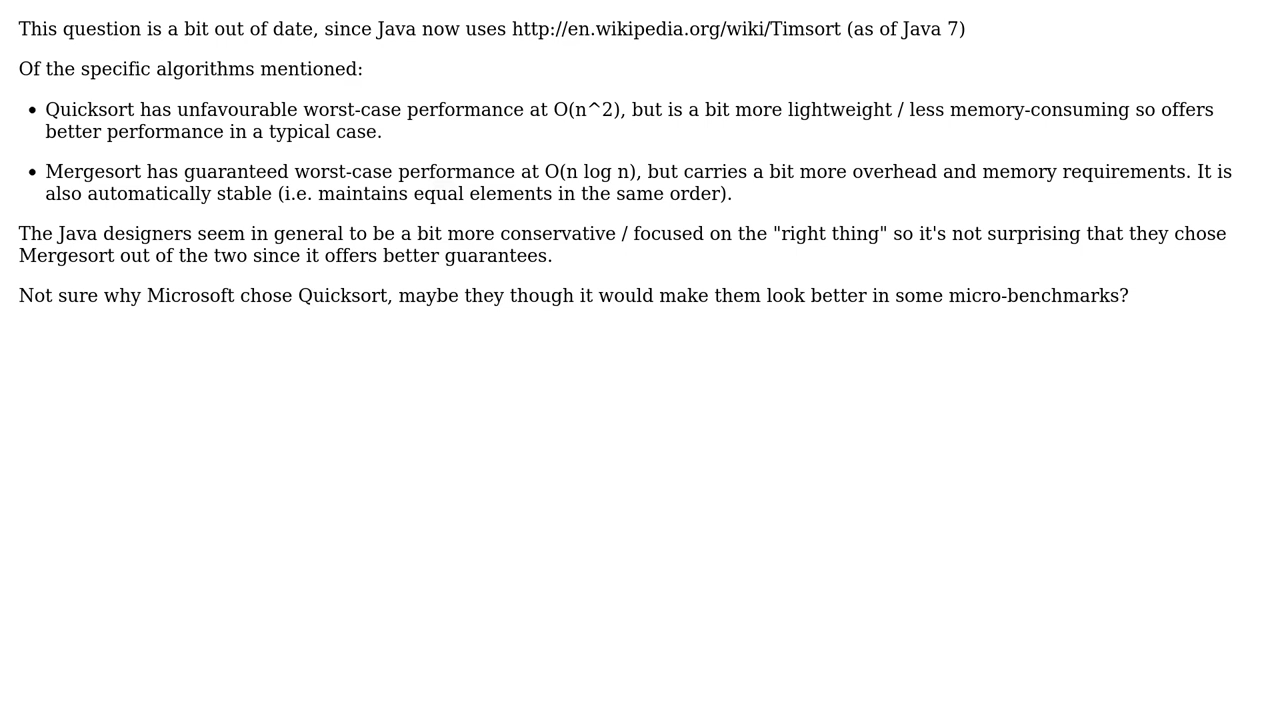 This question is a bit out of date, since Java now uses http://en.wikipedia.org/wiki/Timsort (as of Java 7)
Of the specific algorithms mentioned:
• Quicksort has unfavourable worst-case performance at O(n^2), but is a bit more lightweight / less memory-consuming so offers
better performance in a typical case.
• Mergesort has guaranteed worst-case performance at O(n log n), but carries a bit more overhead and memory requirements. It is
also automatically stable (i.e. maintains equal elements in the same order).
The Java designers seem in general to be a bit more conservative / focused on the "right thing" so it's not surprising that they chose
Mergesort out of the two since it offers better guarantees.
Not sure why Microsoft chose Quicksort, maybe they though it would make them look better in some micro-benchmarks?